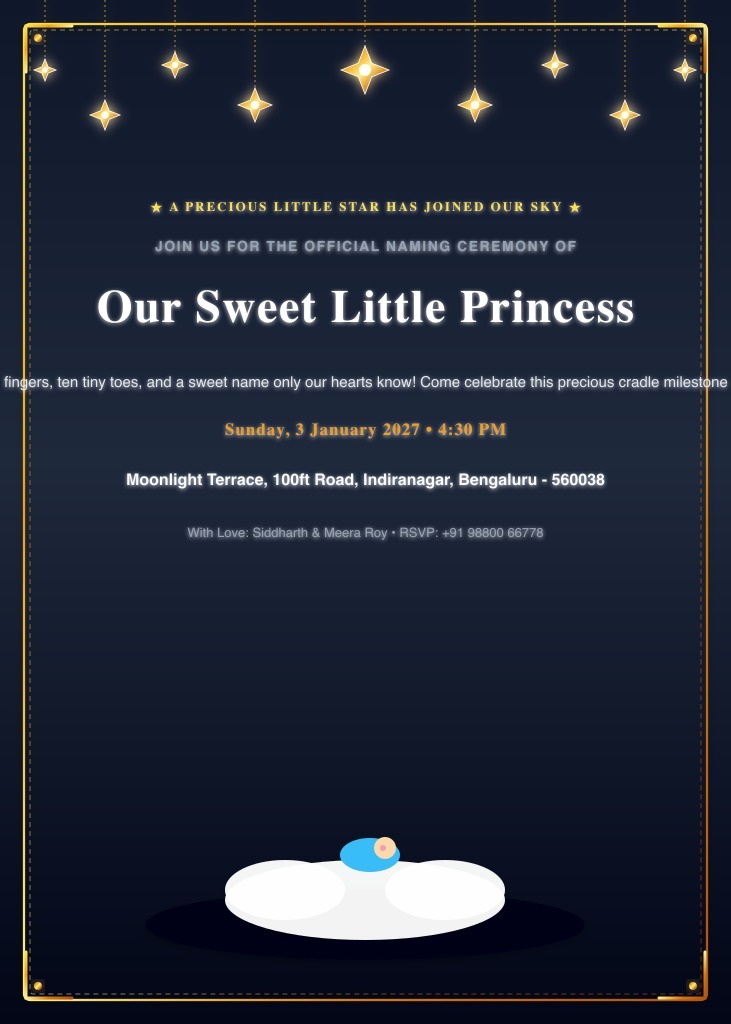 ★ A PRECIOUS LITTLE STAR HAS JOINED OUR SKY ★
JOIN US FOR THE OFFICIAL NAMING CEREMONY OF
Our Sweet Little Princess
fingers, ten tiny toes, and a sweet name only our hearts know! Come celebrate this precious cradle milestone
Sunday, 3 January 2027 • 4:30 PM
Moonlight Terrace, 100ft Road, Indiranagar, Bengaluru - 560038
With Love: Siddharth & Meera Roy • RSVP: +91 98800 66778